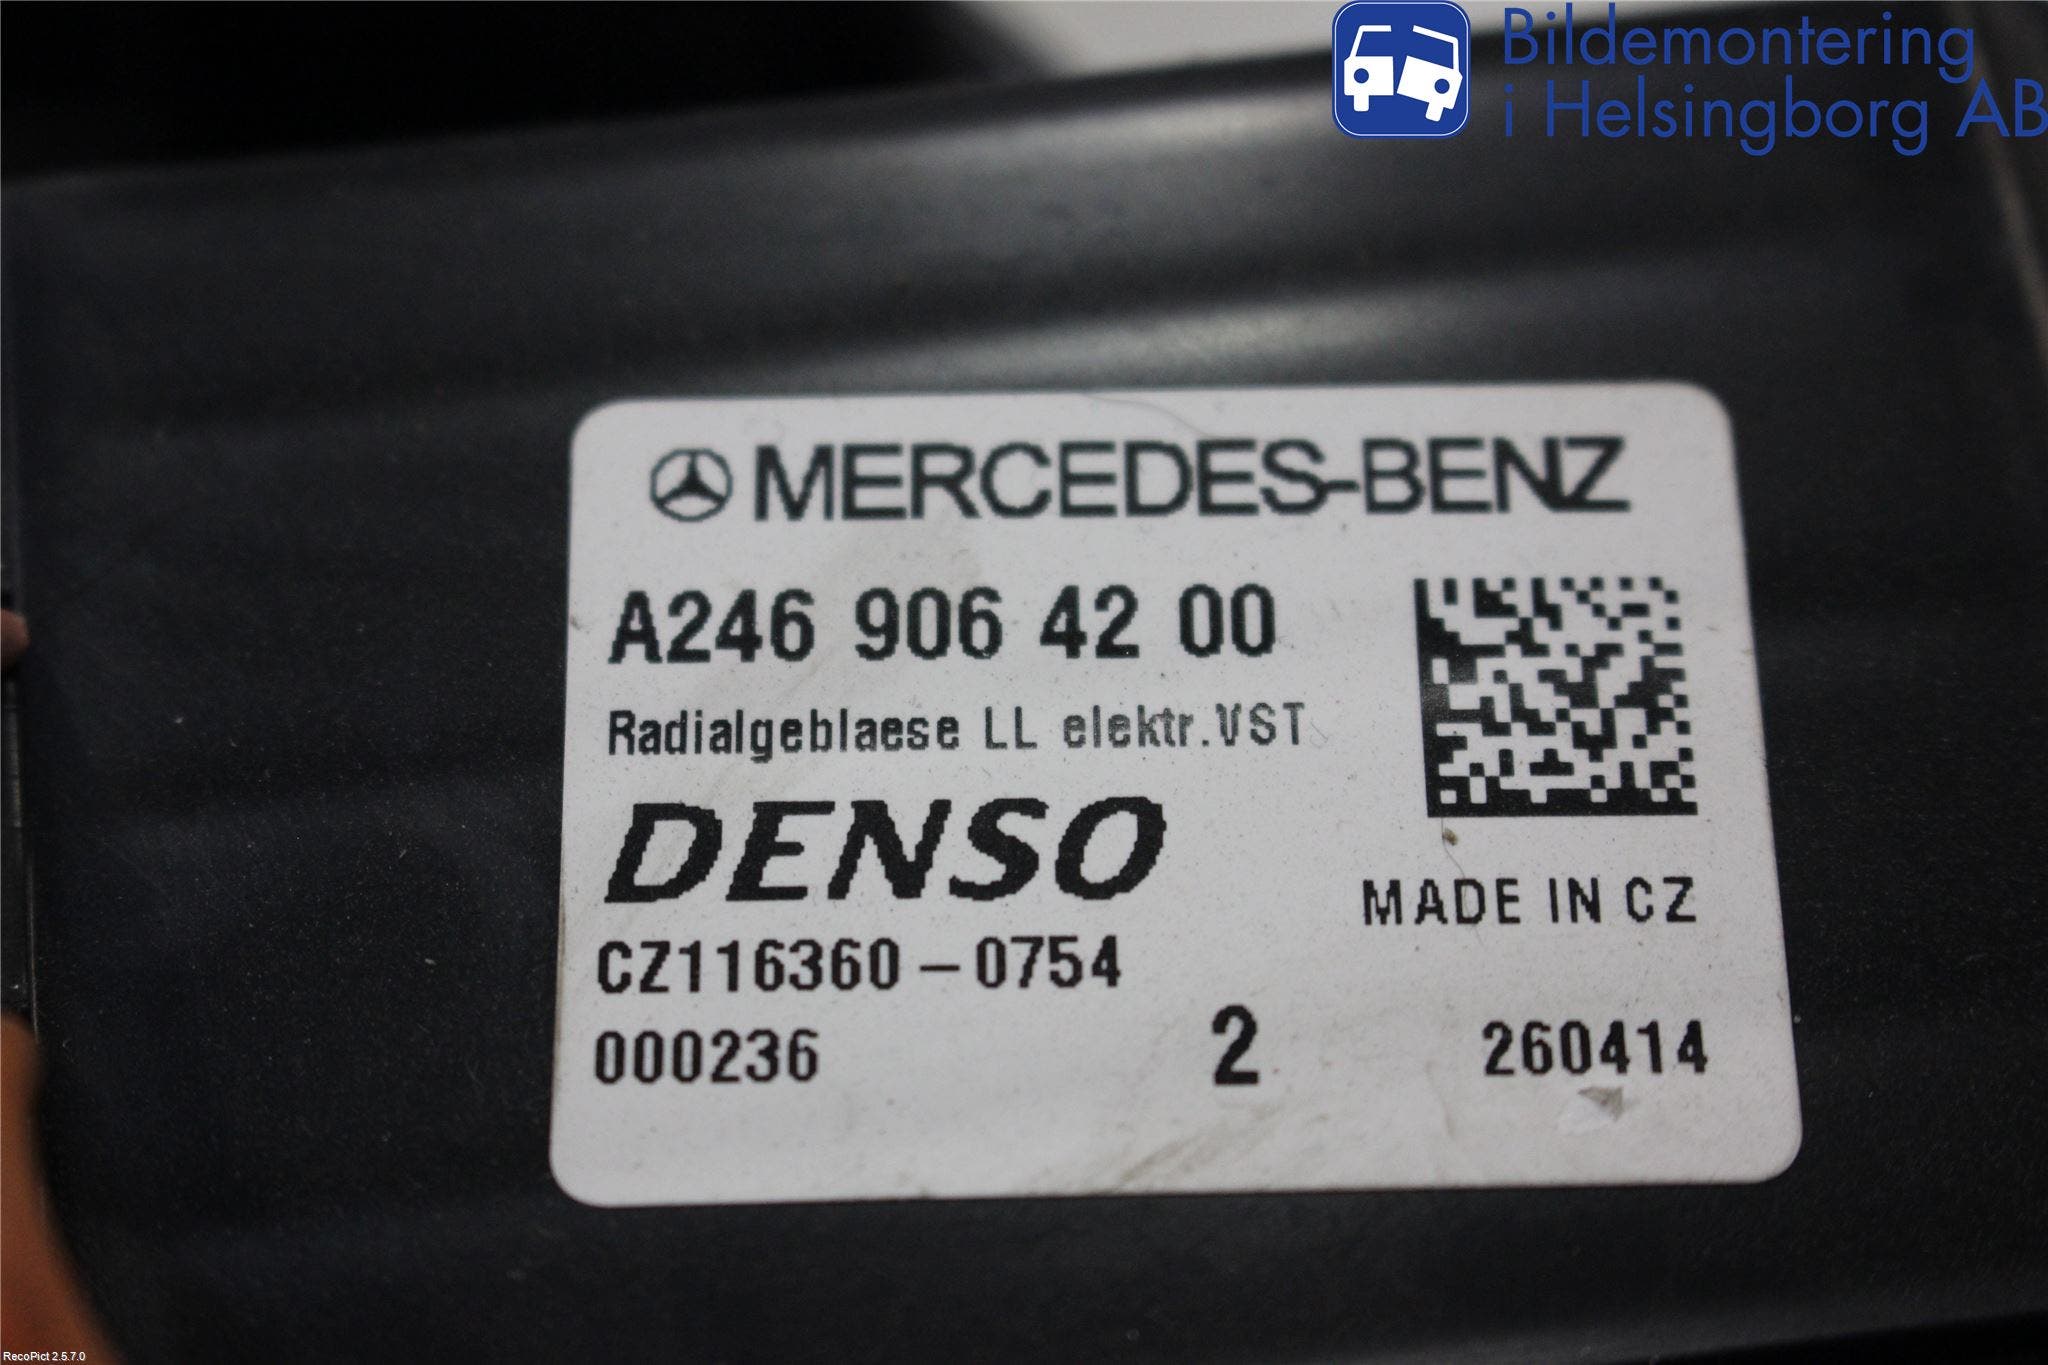 Bildemontering
i Helsingborg AB
MERCEDES-BENZ
A246 906 42 00
Radialgeblaese LL elektr.VST
DENSO
MADE IN CZ
CZ116360-0754
000236 2 260414
RecoPict 2.5.7.0